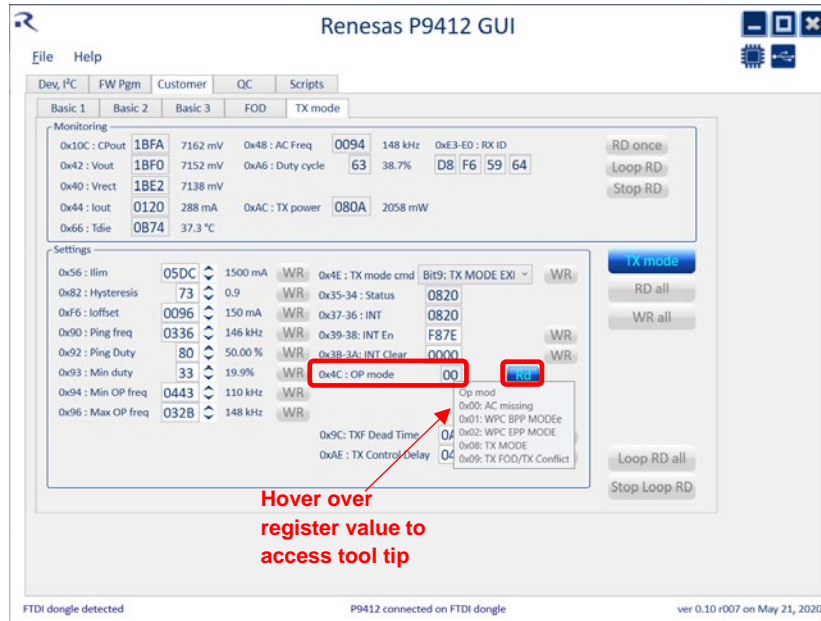 Renesas P9412 GUI
File Help
Dev, I²C FW Pgm Customer QC Scripts
Basic 1 Basic 2 Basic 3 FOD TX mode
Monitoring
0x10C : CPout 1BFA 7162 mV 0x48 : AC Freq 0094 148 kHz 0xE3-E0 : RX ID RD once
0x42 : Vout 1BF0 7152 mV 0xA6 : Duty cycle 63 38.7% D8 F6 59 64 Loop RD
0x40 : Vrect 1BE2 7138 mV Stop RD
0x44 : Iout 0120 288 mA 0xAC : TX power 080A 2058 mW
0x66 : Tdie 0B74 37.3 °C
Settings
0x56 : Ilim 05DC 1500 mA WR 0x4E : TX mode cmd Bit9: TX MODE EXI WR TX mode
0x82 : Hysteresis 73 0.9 WR 0x35-34 : Status 0820 RD all
0xF6 : Ioffset 0096 150 mA WR 0x37-36 : INT 0820 WR all
0x90 : Ping freq 0336 146 kHz WR 0x39-38: INT En F87E WR
0x92 : Ping Duty 80 50.00 % WR 0x3B-3A: INT Clear 0000 WR
0x93 : Min duty 33 19.9% WR 0x4C : OP mode 00 Rd
0x94 : Min OP freq 0443 110 kHz WR
0x96 : Max OP freq 032B 148 kHz WR
Op mod
0x00: AC missing
0x01: WPC BPP MODEe
0x02: WPC EPP MODE
0x08: TX MODE
0x09: TX FOD/TX Conflict
0x9C: TXF Dead Time 0A
0xAE : TX Control Delay 04
Loop RD all
Stop Loop RD
Hover over
register value to
access tool tip
FTDI dongle detected P9412 connected on FTDI dongle ver 0.10 r007 on May 21, 2020